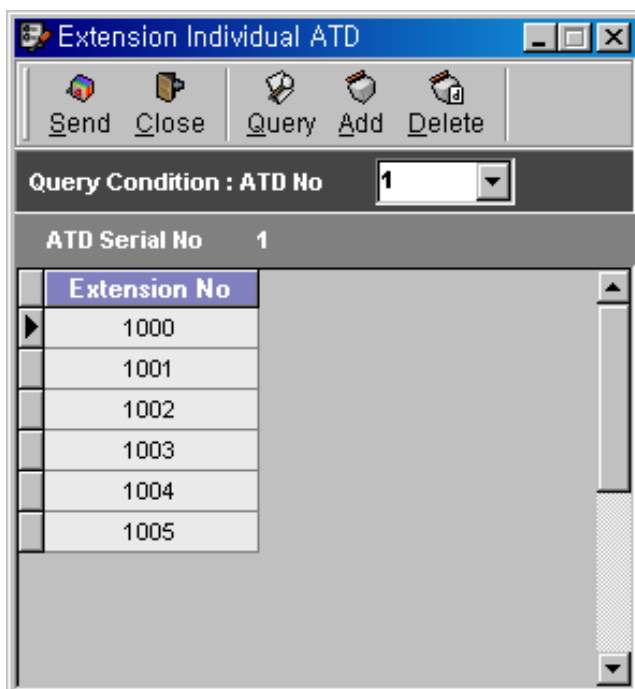 Extension Individual ATD
Send Close Query Add Delete
Query Condition : ATD No 1
ATD Serial No 1
Extension No
1000
1001
1002
1003
1004
1005